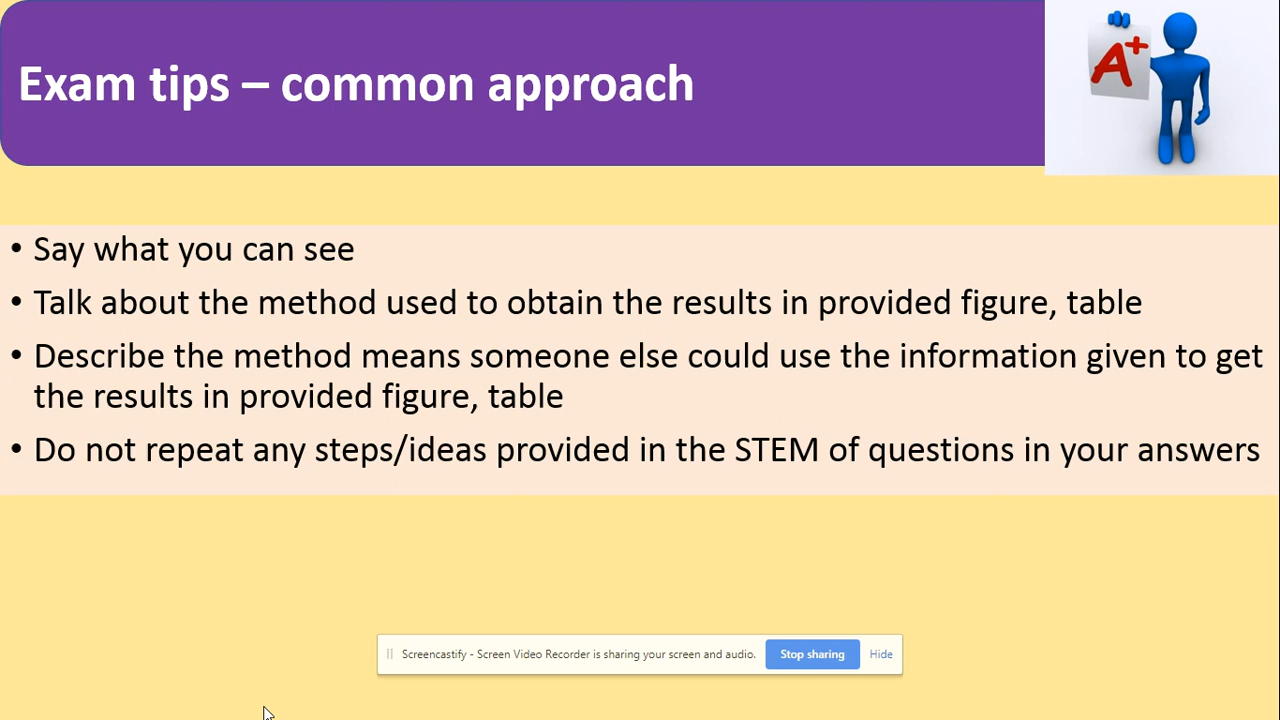 Exam tips – common approach
A+
• Say what you can see
• Talk about the method used to obtain the results in provided figure, table
• Describe the method means someone else could use the information given to get
the results in provided figure, table
• Do not repeat any steps/ideas provided in the STEM of questions in your answers
Screencastify - Screen Video Recorder is sharing your screen and audio. Stop sharing Hide